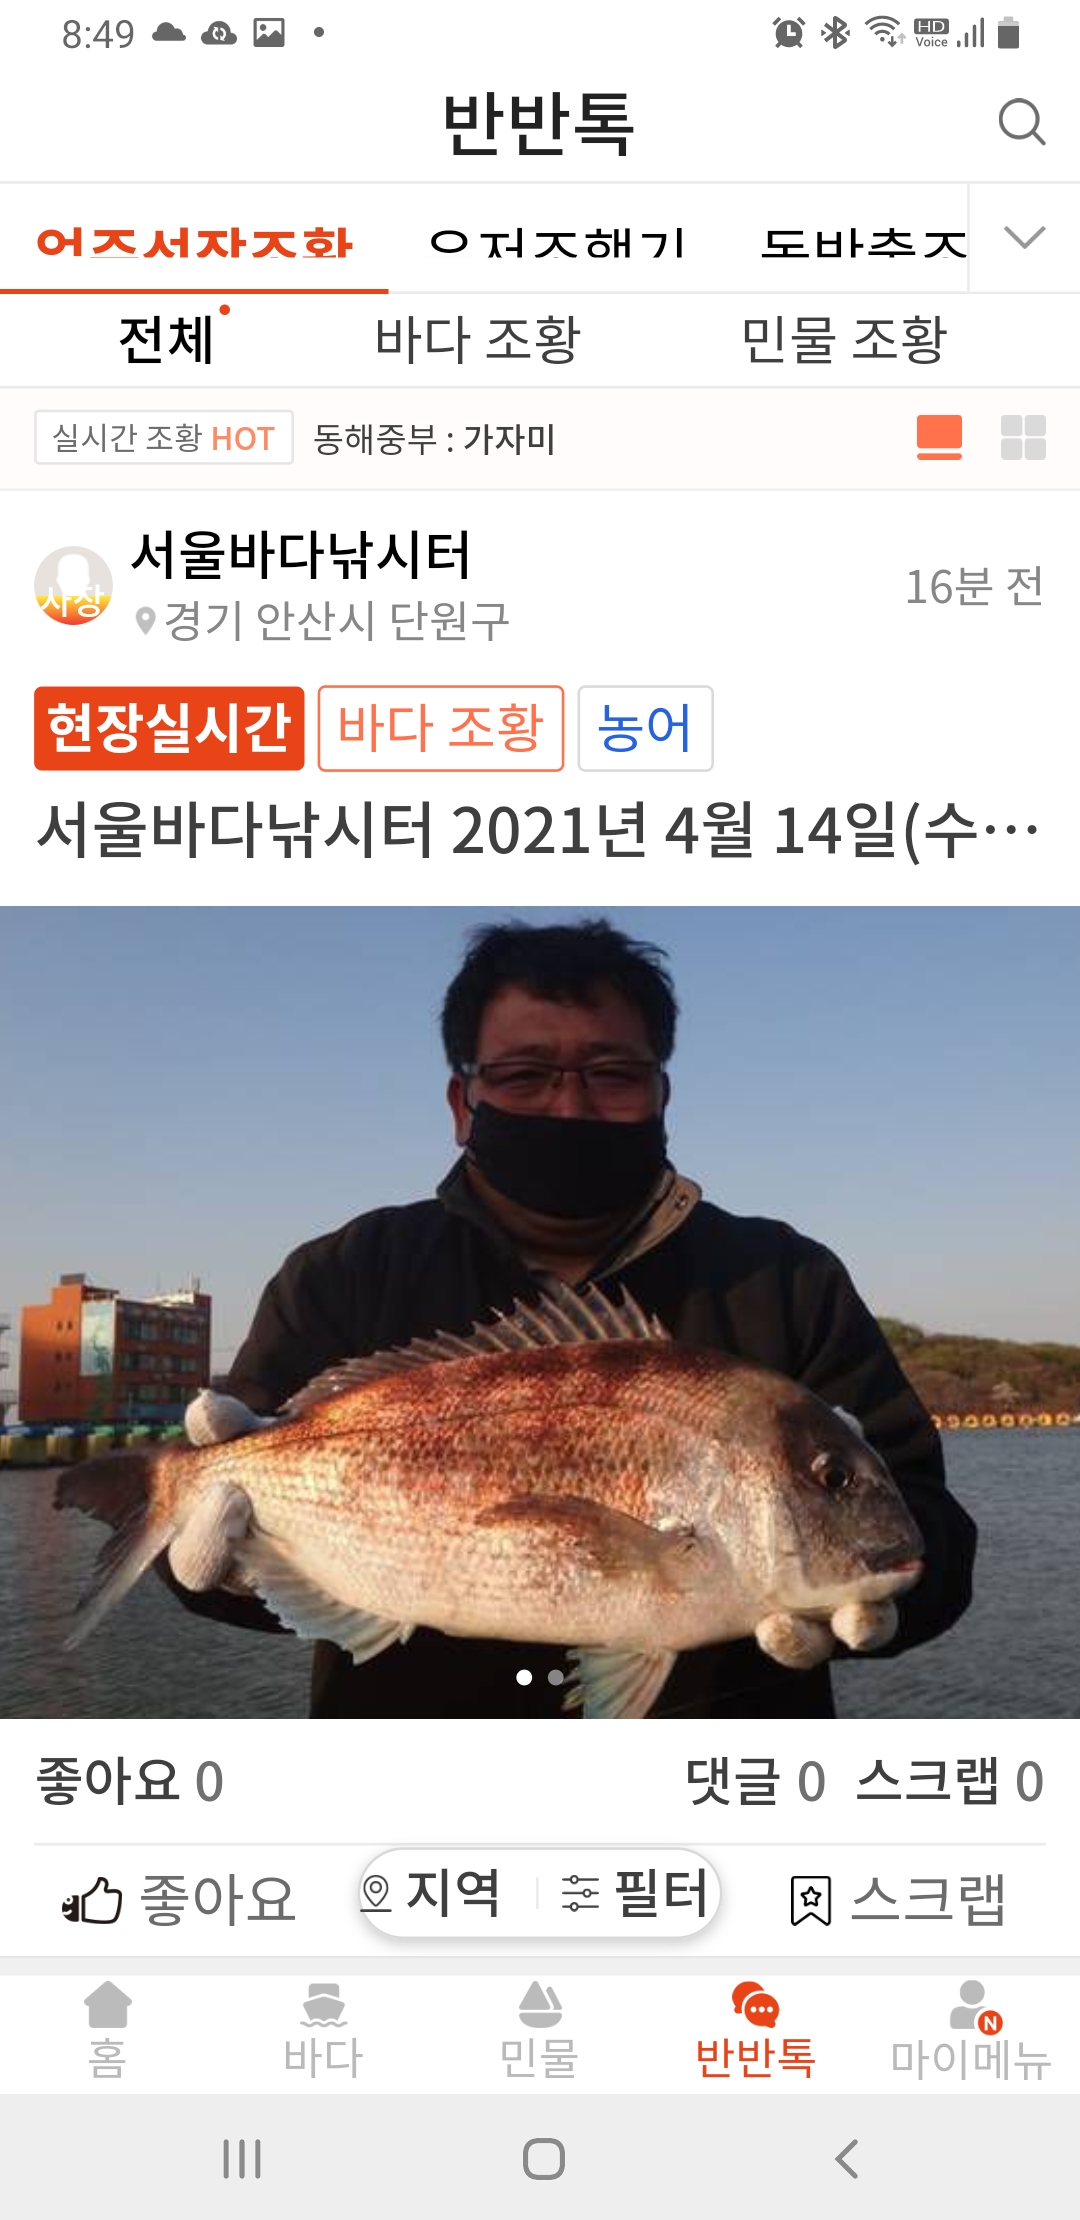 8:49
HD
Voice
반반톡
전체 바다 조황 민물 조황
실시간 조황 HOT 동해중부 : 가자미
서울바다낚시터
사장
경기 안산시 단원구
16분 전
현장실시간 바다 조황 농어
서울바다낚시터 2021년 4월 14일(수…
좋아요 0 댓글 0 스크랩 0
좋아요 지역 필터 스크랩
N
홈 바다 민물 반반톡 마이메뉴